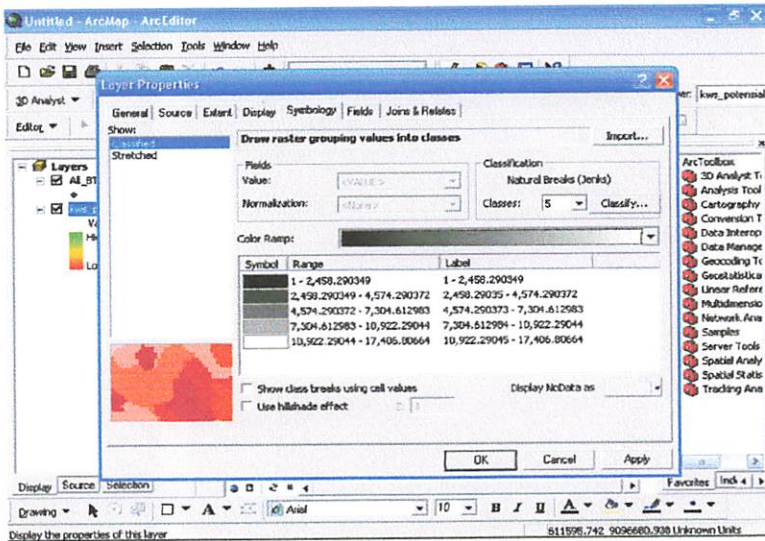 Untitled - ArcMap - ArcEditor
File Edit View Insert Selection Tools Window Help
3D Analyst
Editor
Layers
Layer Properties
General Source Extent Display Symbology Fields Joins & Relates
Show:
Classified
Stretched
Draw raster grouping values into classes
Import...
Fields
Value: <VALUE>
Normalization: <None>
Classification
Natural Breaks (Jenks)
Classes: 5 Classify...
Color Ramp:
Symbol Range Label
1 - 2,458.290349 1 - 2,458.290349
2,458.290349 - 4,574.290372 2,458.29035 - 4,574.290372
4,574.290372 - 7,304.612983 4,574.290373 - 7,304.612983
7,304.612983 - 10,922.29044 7,304.612984 - 10,922.29044
10,922.29044 - 17,406.80664 10,922.29045 - 17,406.80664
Show class breaks using cell values
Display NoData as
Use hillshade effect
OK Cancel Apply
kws_potensial
ArcToolbox
3D Analyst T
Analysis Tool
Cartography
Conversion T
Data Interop
Data Manage
Geocoding To
Geostatistica
Linear Refere
Multidimensio
Network Ana
Samples
Server Tools
Spatial Analy
Spatial Statis
Tracking Ana
Favorites Ind
Display Source Selection
Drawing A Arial 10 B I U A
Display the properties of this layer
611598.742 9096680.938 Unknown Units